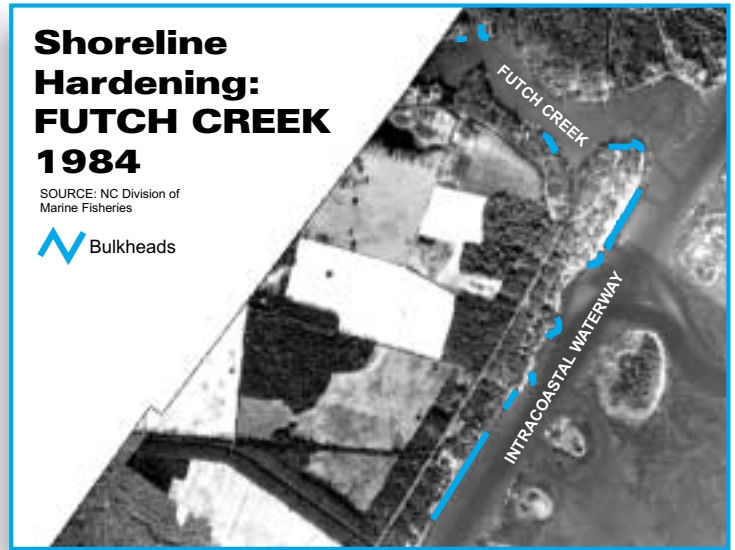 Shoreline
Hardening:
FUTCH CREEK
1984
SOURCE: NC Division of
Marine Fisheries
Bulkheads
FUTCH CREEK
INTRACOASTAL WATERWAY